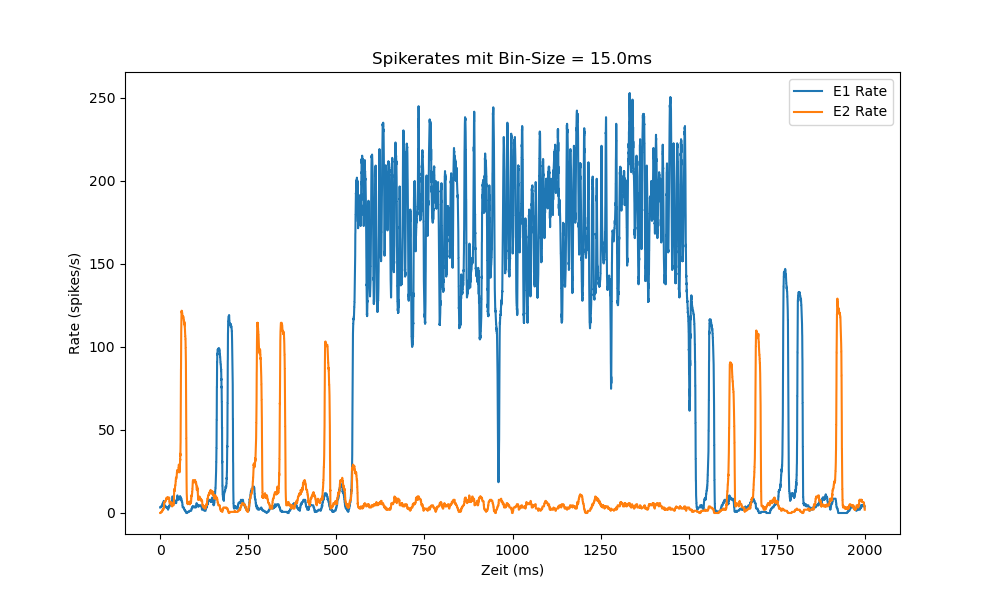 Spikerates mit Bin-Size = 15.0ms
E1 Rate
E2 Rate
Rate (spikes/s)
250
200
150
100
50
0
0 250 500 750 1000 1250 1500 1750 2000
Zeit (ms)